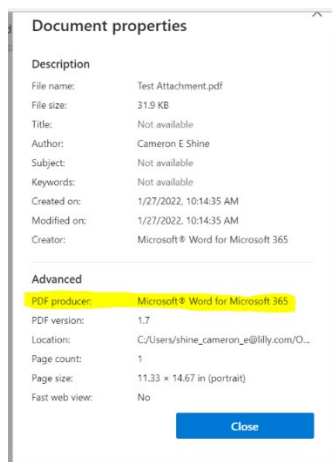 Document properties
Description
File name: Test Attachment.pdf
File size: 31.9 KB
Title: Not available
Author: Cameron E Shine
Subject: Not available
Keywords: Not available
Created on: 1/27/2022, 10:14:35 AM
Modified on: 1/27/2022, 10:14:35 AM
Creator: Microsoft® Word for Microsoft 365
Advanced
PDF producer: Microsoft® Word for Microsoft 365
PDF version: 1.7
Location: C:/Users/shine_cameron_e@lilly.com/O...
Page count: 1
Page size: 11.33 × 14.67 in (portrait)
Fast web view: No
Close